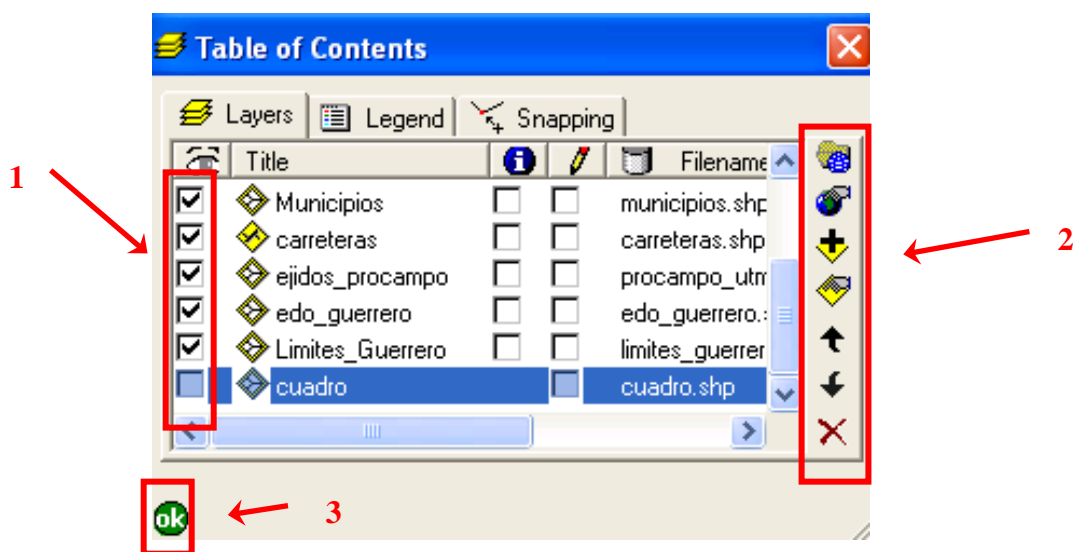 Table of Contents
Layers Legend Snapping
Title Filename
1
Municipios municipios.shp
carreteras carreteras.shp
ejidos_procampo procampo_utm
edo_guerrero edo_guerrero.
Limites_Guerrero limites_guerrer
cuadro cuadro.shp
2
ok
3